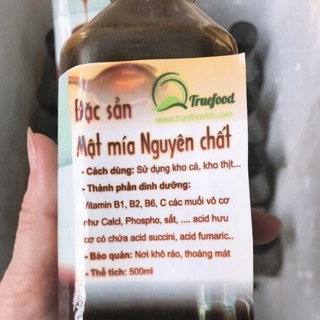 Truefood
www.truefoodvn.com
Đặc sản
Mật mía Nguyên chất
- Cách dùng: Sử dụng kho cá, kho thịt...
- Thành phần dinh dưỡng:
Vitamin B1, B2, B6, C các muối vô cơ
như Calci, Phospho, sắt, .... acid hưu
cơ có chứa acid succini, acid fumaric..
- Bảo quản: Nơi khô ráo, thoáng mát
- Thể tích: 500ml